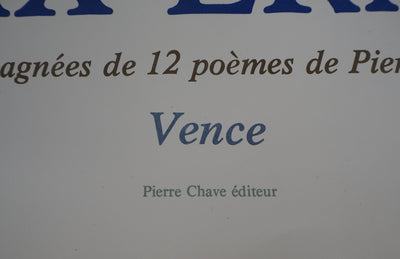 agnées de 12 poèmes de Pier
Vence
Pierre Chave éditeur